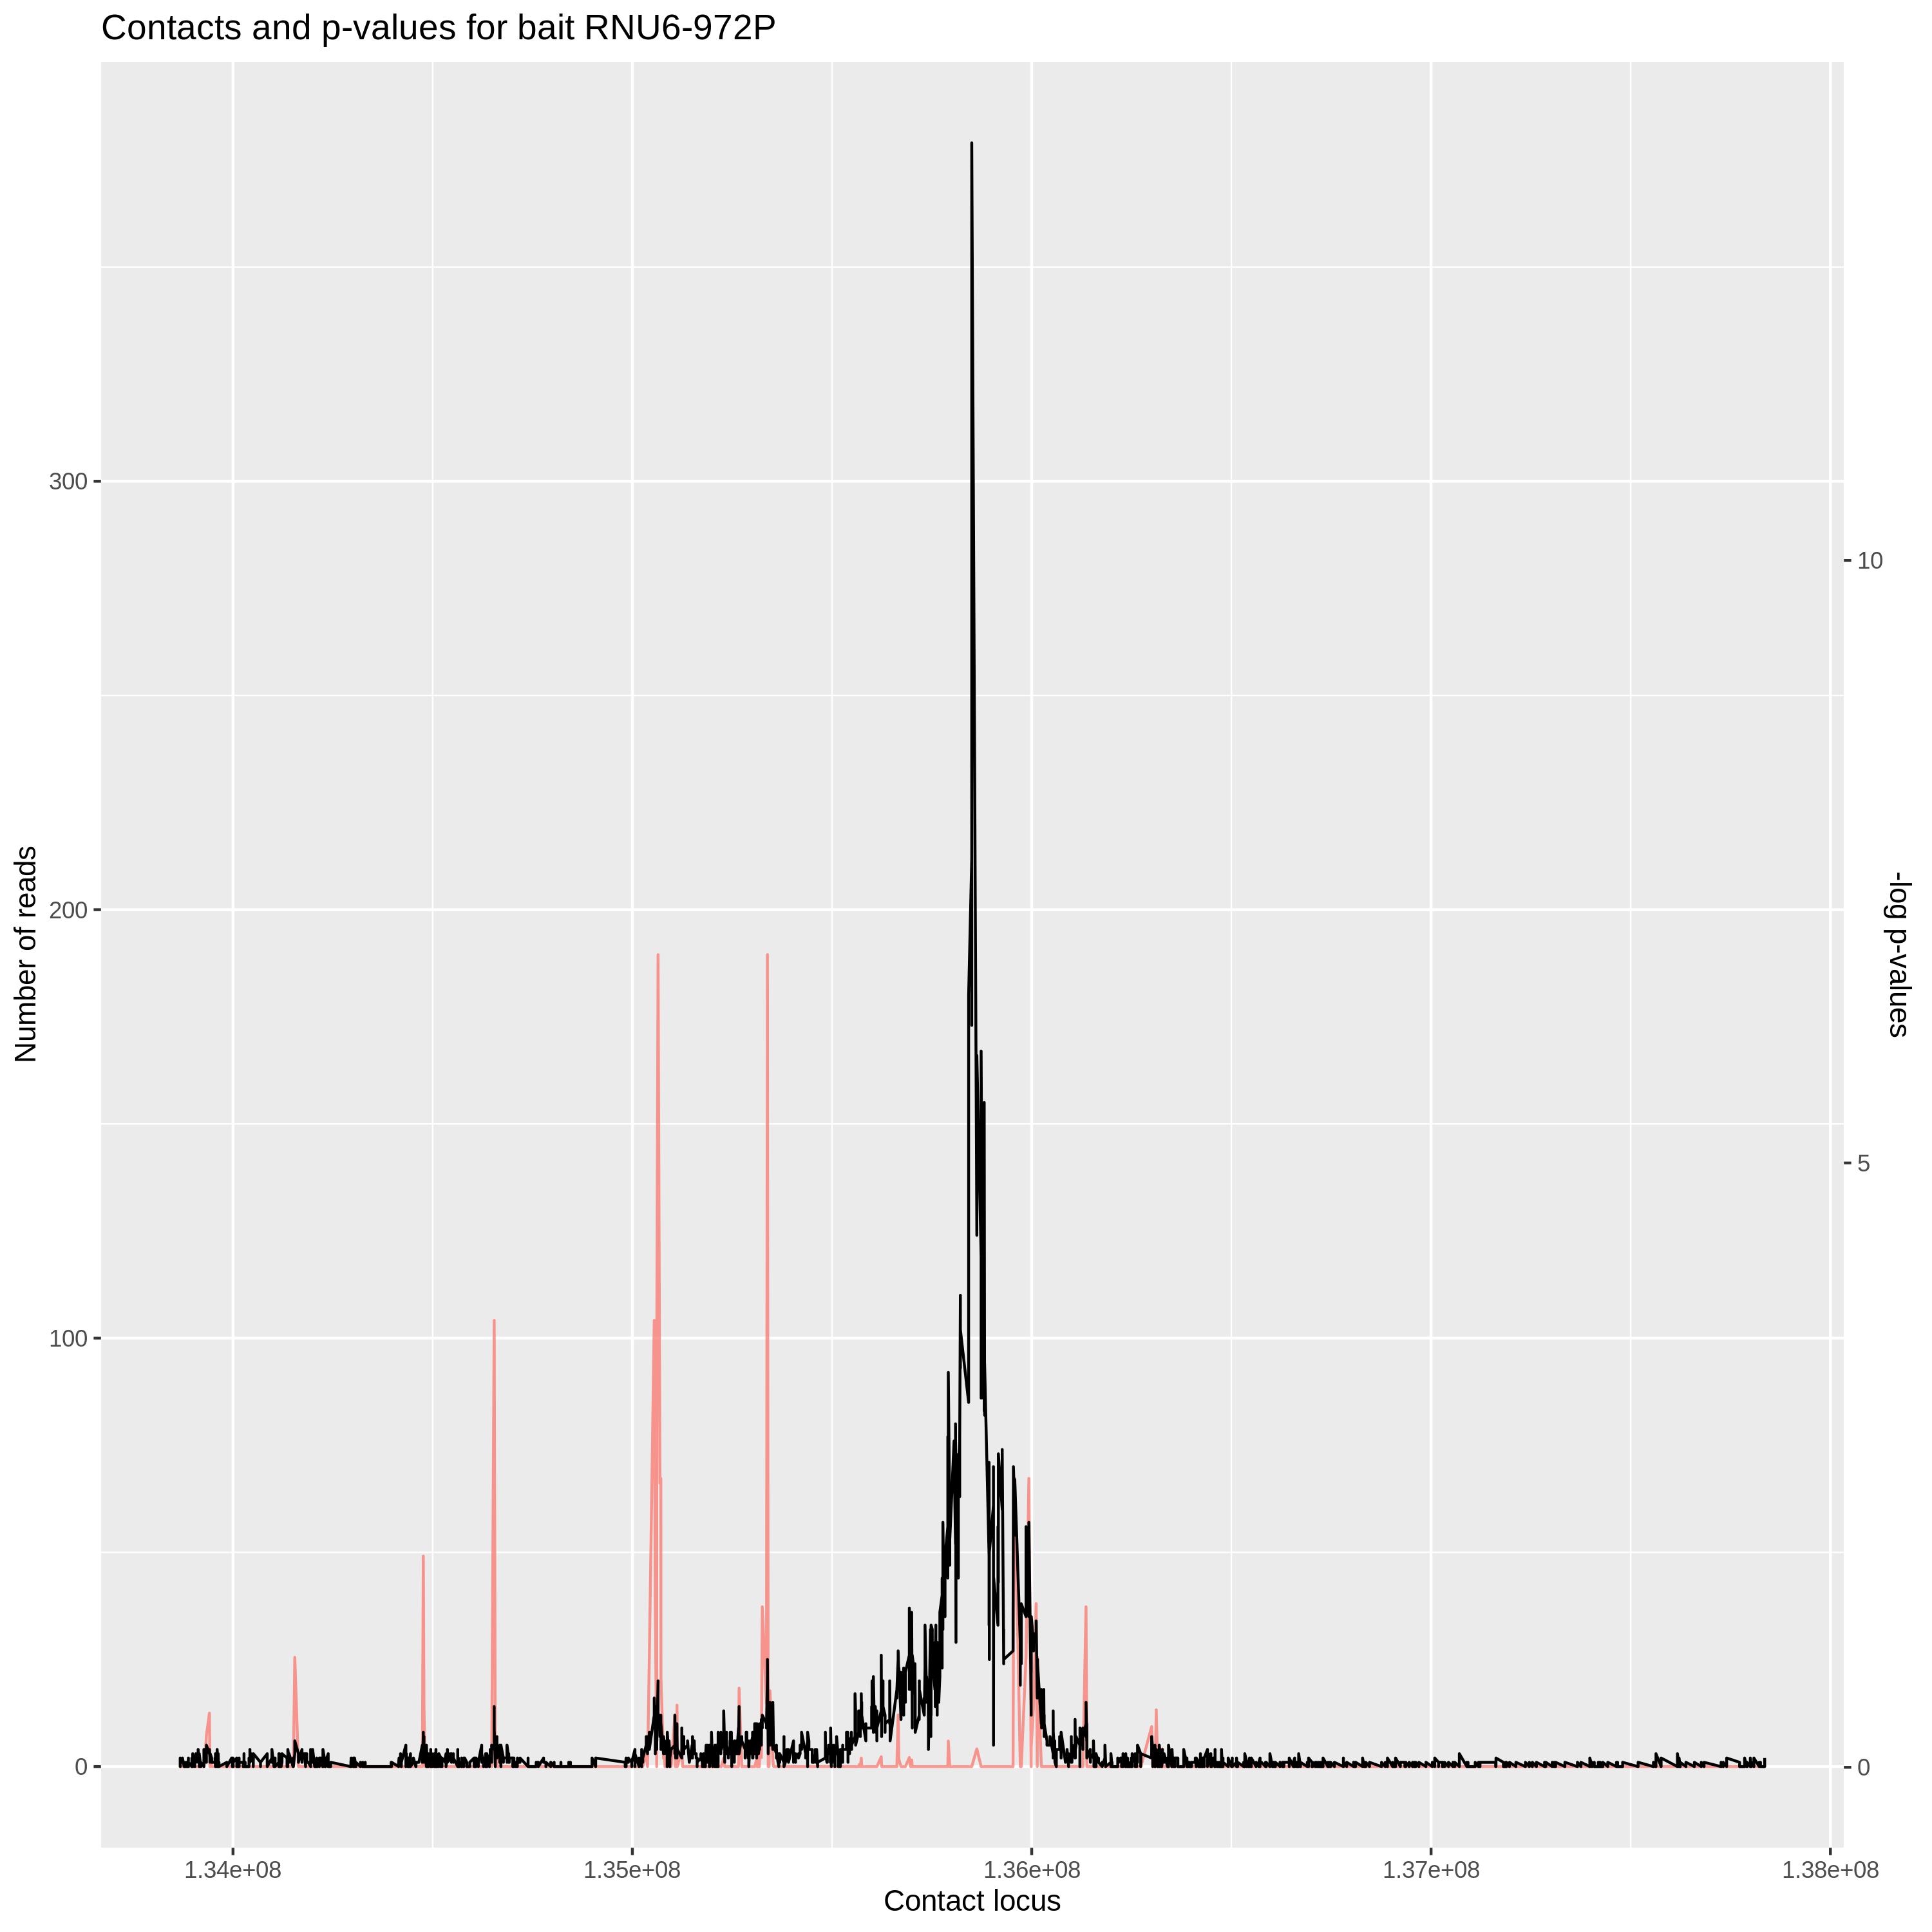 Contacts and p-values for bait RNU6-972P
Number of reads
300
200
100
0
10
5
0
-log p-values
1.34e+08
1.35e+08
1.36e+08
1.37e+08
1.38e+08
Contact locus